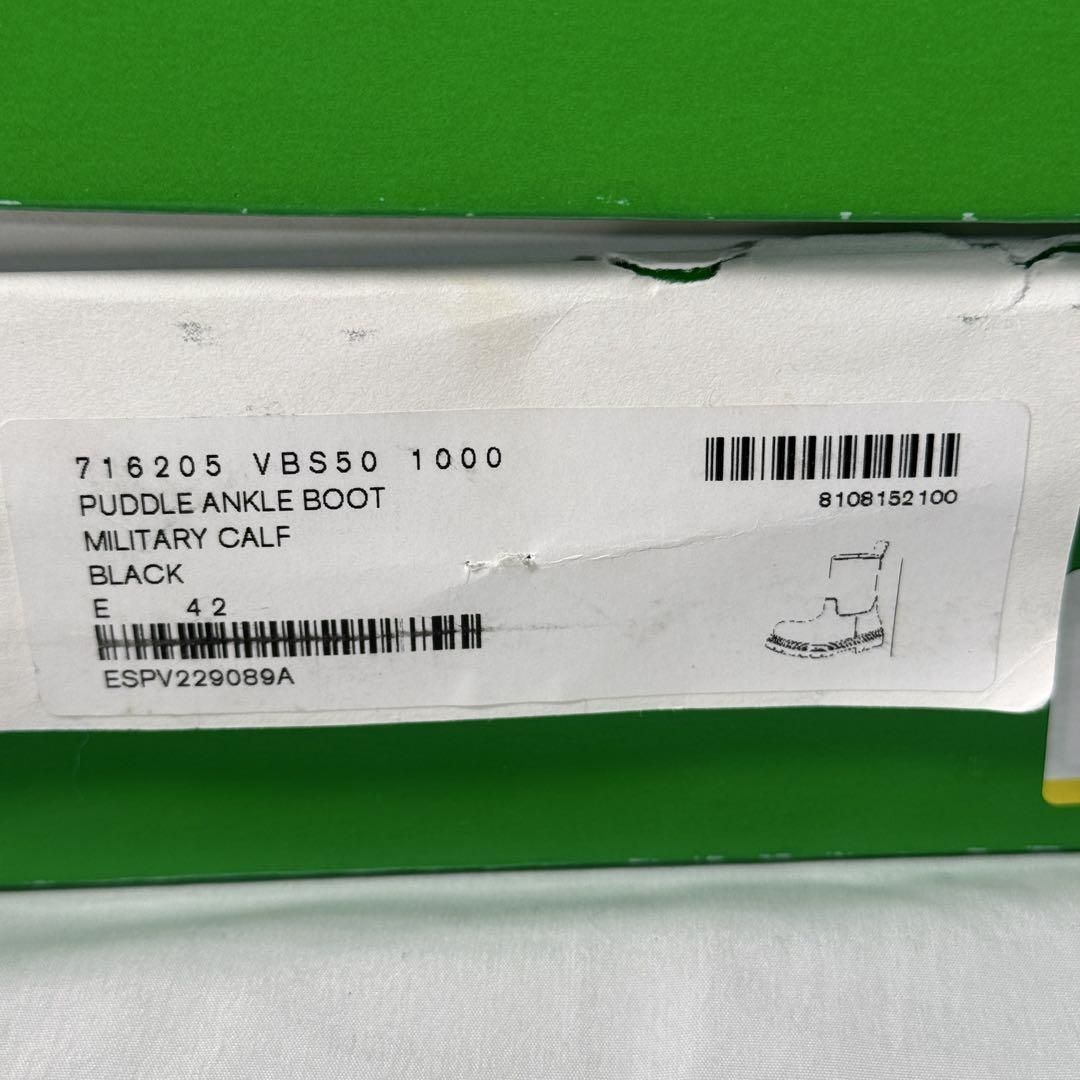 716205 VBS50 1000
PUDDLE ANKLE BOOT
MILITARY CALF
BLACK
E 42
ESPV229089A
8108152100